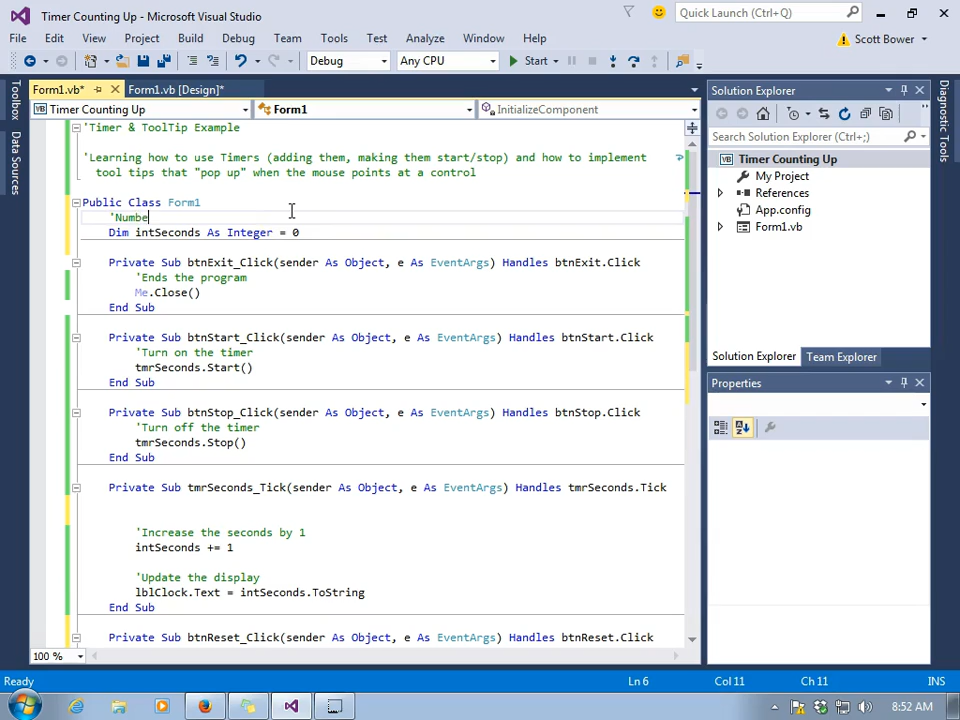 Timer Counting Up - Microsoft Visual Studio
Quick Launch (Ctrl+Q)
File Edit View Project Build Debug Team Tools Test Analyze Window Help
Scott Bower
Debug Any CPU Start
Form1.vb* Form1.vb [Design]*
Timer Counting Up Form1 InitializeComponent
'Timer & ToolTip Example
'Learning how to use Timers (adding them, making them start/stop) and how to implement
tool tips that "pop up" when the mouse points at a control
Public Class Form1
'Numbe
Dim intSeconds As Integer = 0
Private Sub btnExit_Click(sender As Object, e As EventArgs) Handles btnExit.Click
'Ends the program
Me.Close()
End Sub
Private Sub btnStart_Click(sender As Object, e As EventArgs) Handles btnStart.Click
'Turn on the timer
tmrSeconds.Start()
End Sub
Private Sub btnStop_Click(sender As Object, e As EventArgs) Handles btnStop.Click
'Turn off the timer
tmrSeconds.Stop()
End Sub
Private Sub tmrSeconds_Tick(sender As Object, e As EventArgs) Handles tmrSeconds.Tick
'Increase the seconds by 1
intSeconds += 1
'Update the display
lblClock.Text = intSeconds.ToString
End Sub
Private Sub btnReset_Click(sender As Object, e As EventArgs) Handles btnReset.Click
100 %
Toolbox
Data Sources
Solution Explorer
Search Solution Explorer (Ctrl+;)
VB Timer Counting Up
My Project
References
App.config
VB Form1.vb
Solution Explorer Team Explorer
Properties
Diagnostic Tools
Ready Ln 6 Col 11 Ch 11 INS
8:52 AM